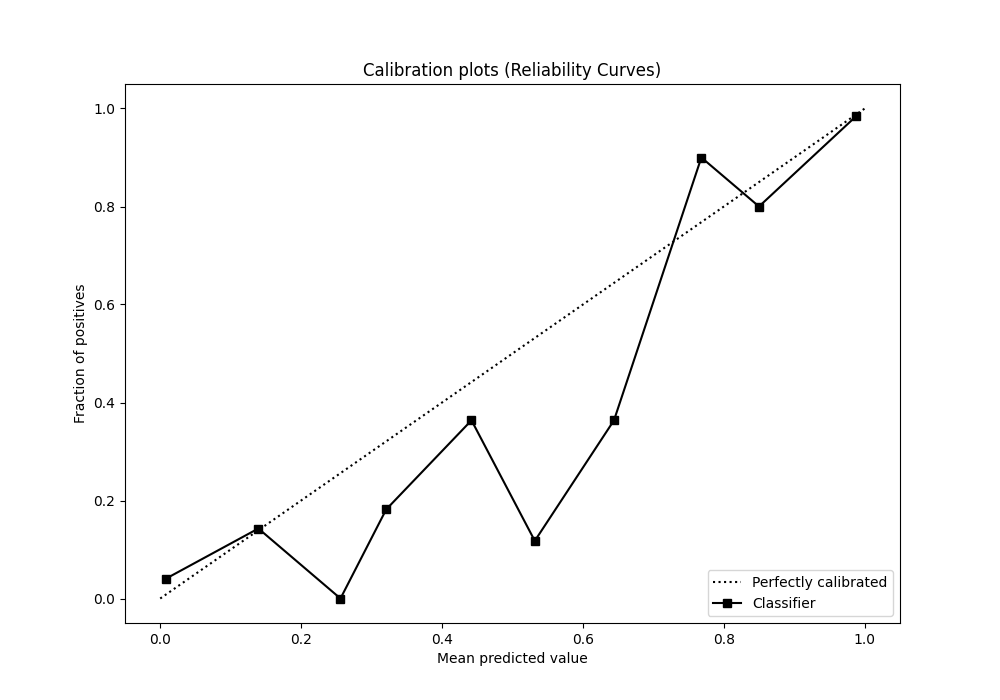 Calibration plots (Reliability Curves)
1.0
0.8
0.6
0.4
0.2
0.0
Fraction of positives
Perfectly calibrated
Classifier
0.0 0.2 0.4 0.6 0.8 1.0
Mean predicted value